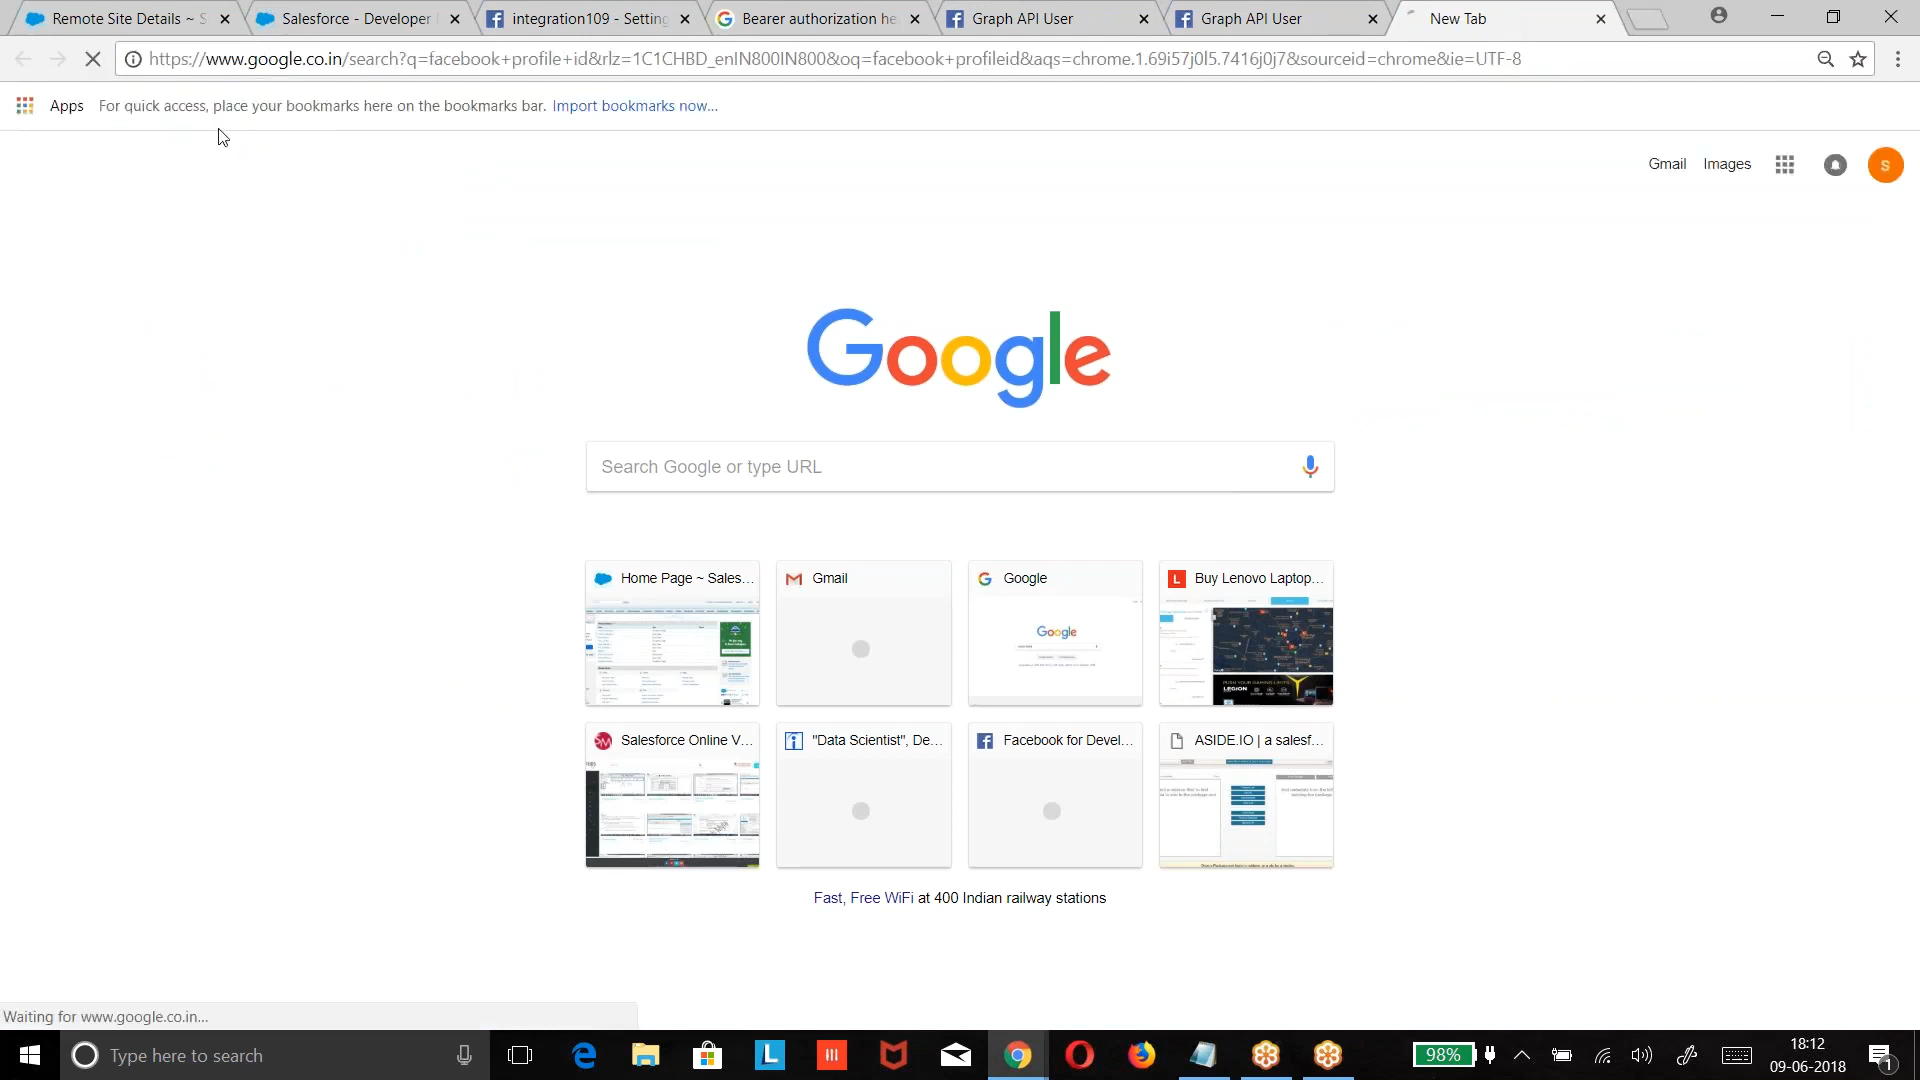 Remote Site Details ~ S
Salesforce - Developer
integration109 - Setting
Bearer authorization he
Graph API User
Graph API User
New Tab
https://www.google.co.in/search?q=facebook+profile+id&rlz=1C1CHBD_enIN800IN800&oq=facebook+profileid&aqs=chrome.1.69i57j0l5.7416j0j7&sourceid=chrome&ie=UTF-8
Apps For quick access, place your bookmarks here on the bookmarks bar. Import bookmarks now...
Gmail Images S
Google
Search Google or type URL
Home Page ~ Sales...
Gmail
Google
L Buy Lenovo Laptop...
Google
LEGION
Salesforce Online V...
"Data Scientist", De...
Facebook for Devel...
ASIDE.IO | a salesf...
Fast, Free WiFi at 400 Indian railway stations
Waiting for www.google.co.in...
Type here to search
L
98%
18:12
09-06-2018
1